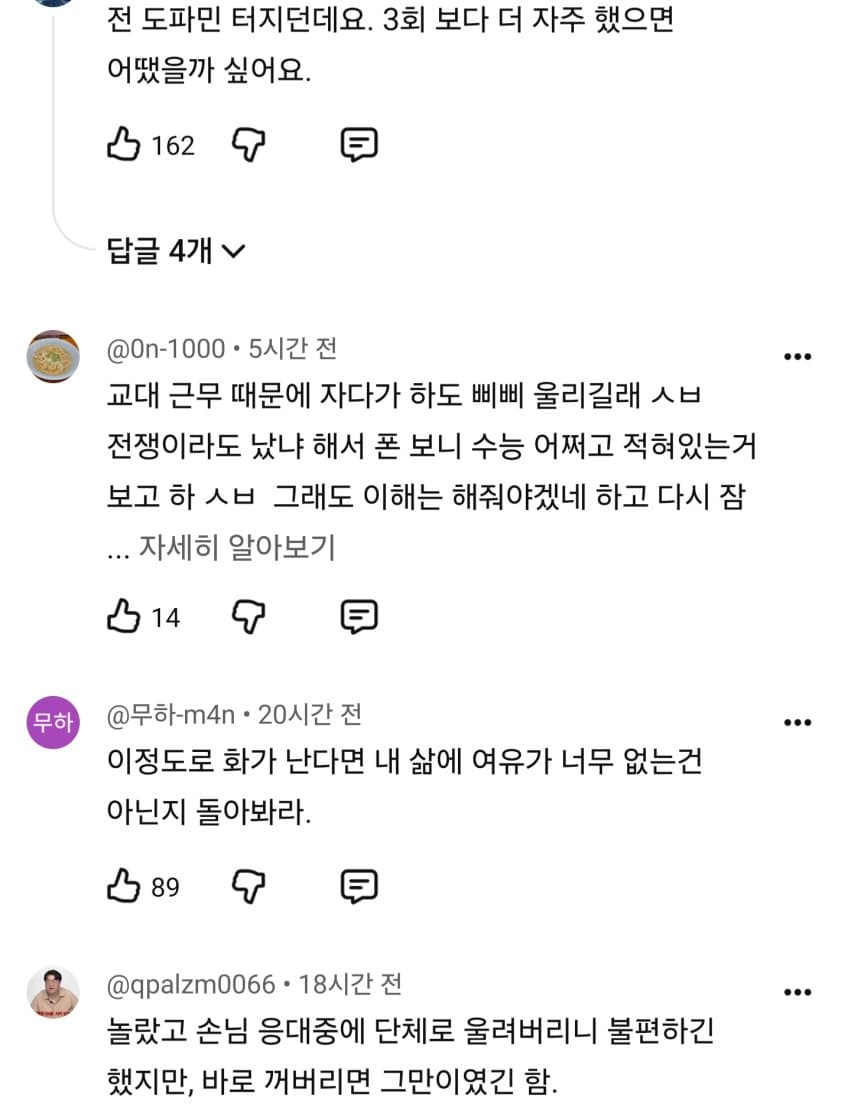 전 도파민 터지던데요. 3회 보다 더 자주 했으면
어땠을까 싶어요.
162
답글 4개
@0n-1000 • 5시간 전
교대 근무 때문에 자다가 하도 삐삐 울리길래 ㅅㅂ
전쟁이라도 났냐 해서 폰 보니 수능 어쩌고 적혀있는거
보고 하 ㅅㅂ 그래도 이해는 해줘야겠네 하고 다시 잠
... 자세히 알아보기
14
무하
@무하-m4n • 20시간 전
이정도로 화가 난다면 내 삶에 여유가 너무 없는건
아닌지 돌아봐라.
89
@qpalzm0066 • 18시간 전
놀랐고 손님 응대중에 단체로 울려버리니 불편하긴
했지만, 바로 꺼버리면 그만이였긴 함.